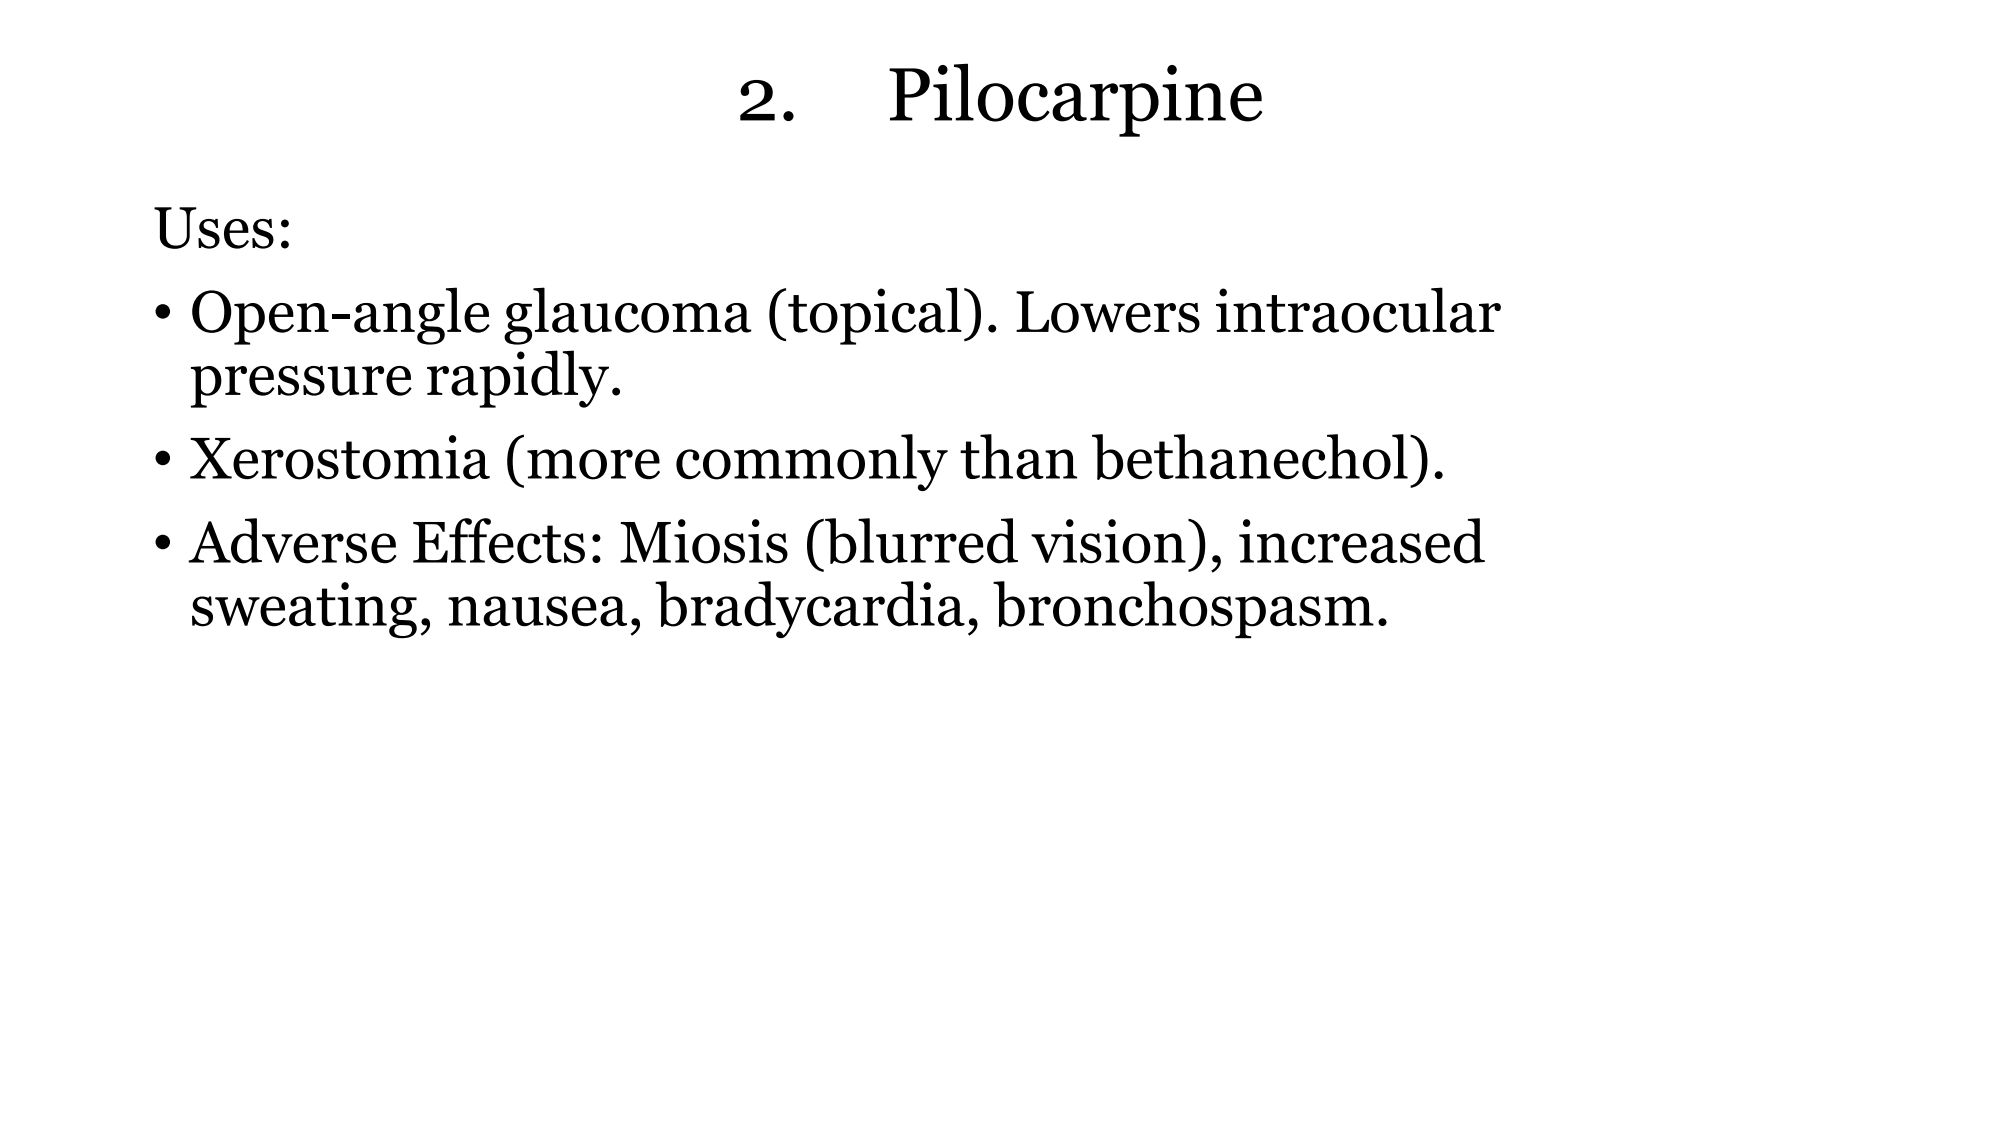 2. Pilocarpine
Uses:
• Open-angle glaucoma (topical). Lowers intraocular
pressure rapidly.
• Xerostomia (more commonly than bethanechol).
• Adverse Effects: Miosis (blurred vision), increased
sweating, nausea, bradycardia, bronchospasm.